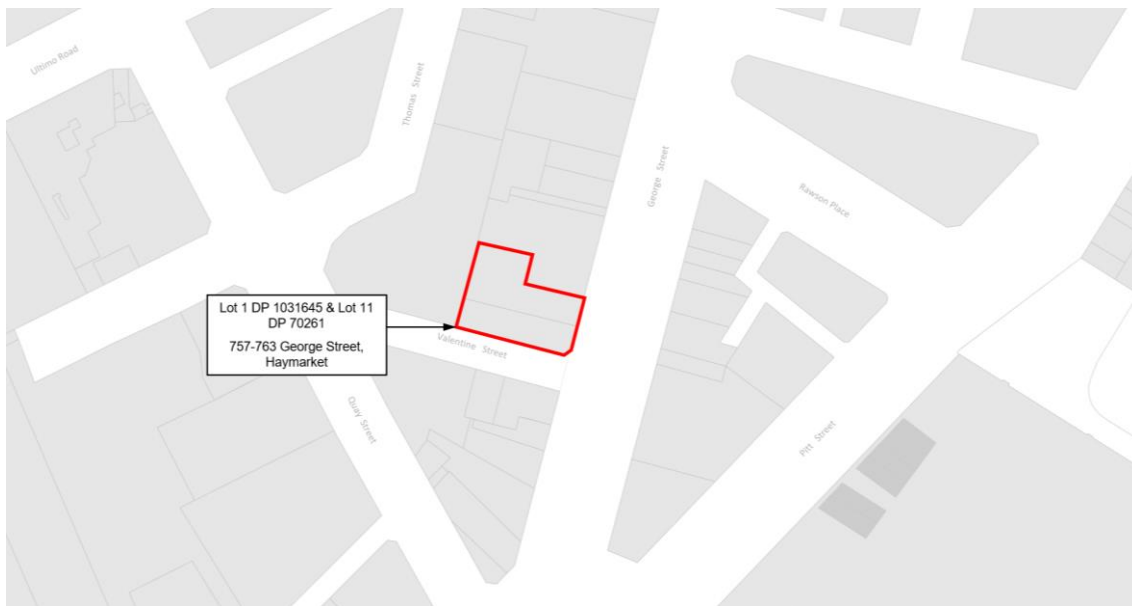 Ultimo Road
Thomas Street
George Street
Rawson Place
Lot 1 DP 1031645 & Lot 11
DP 70261
757-763 George Street,
Haymarket
Valentine Street
Quay Street
Pitt Street